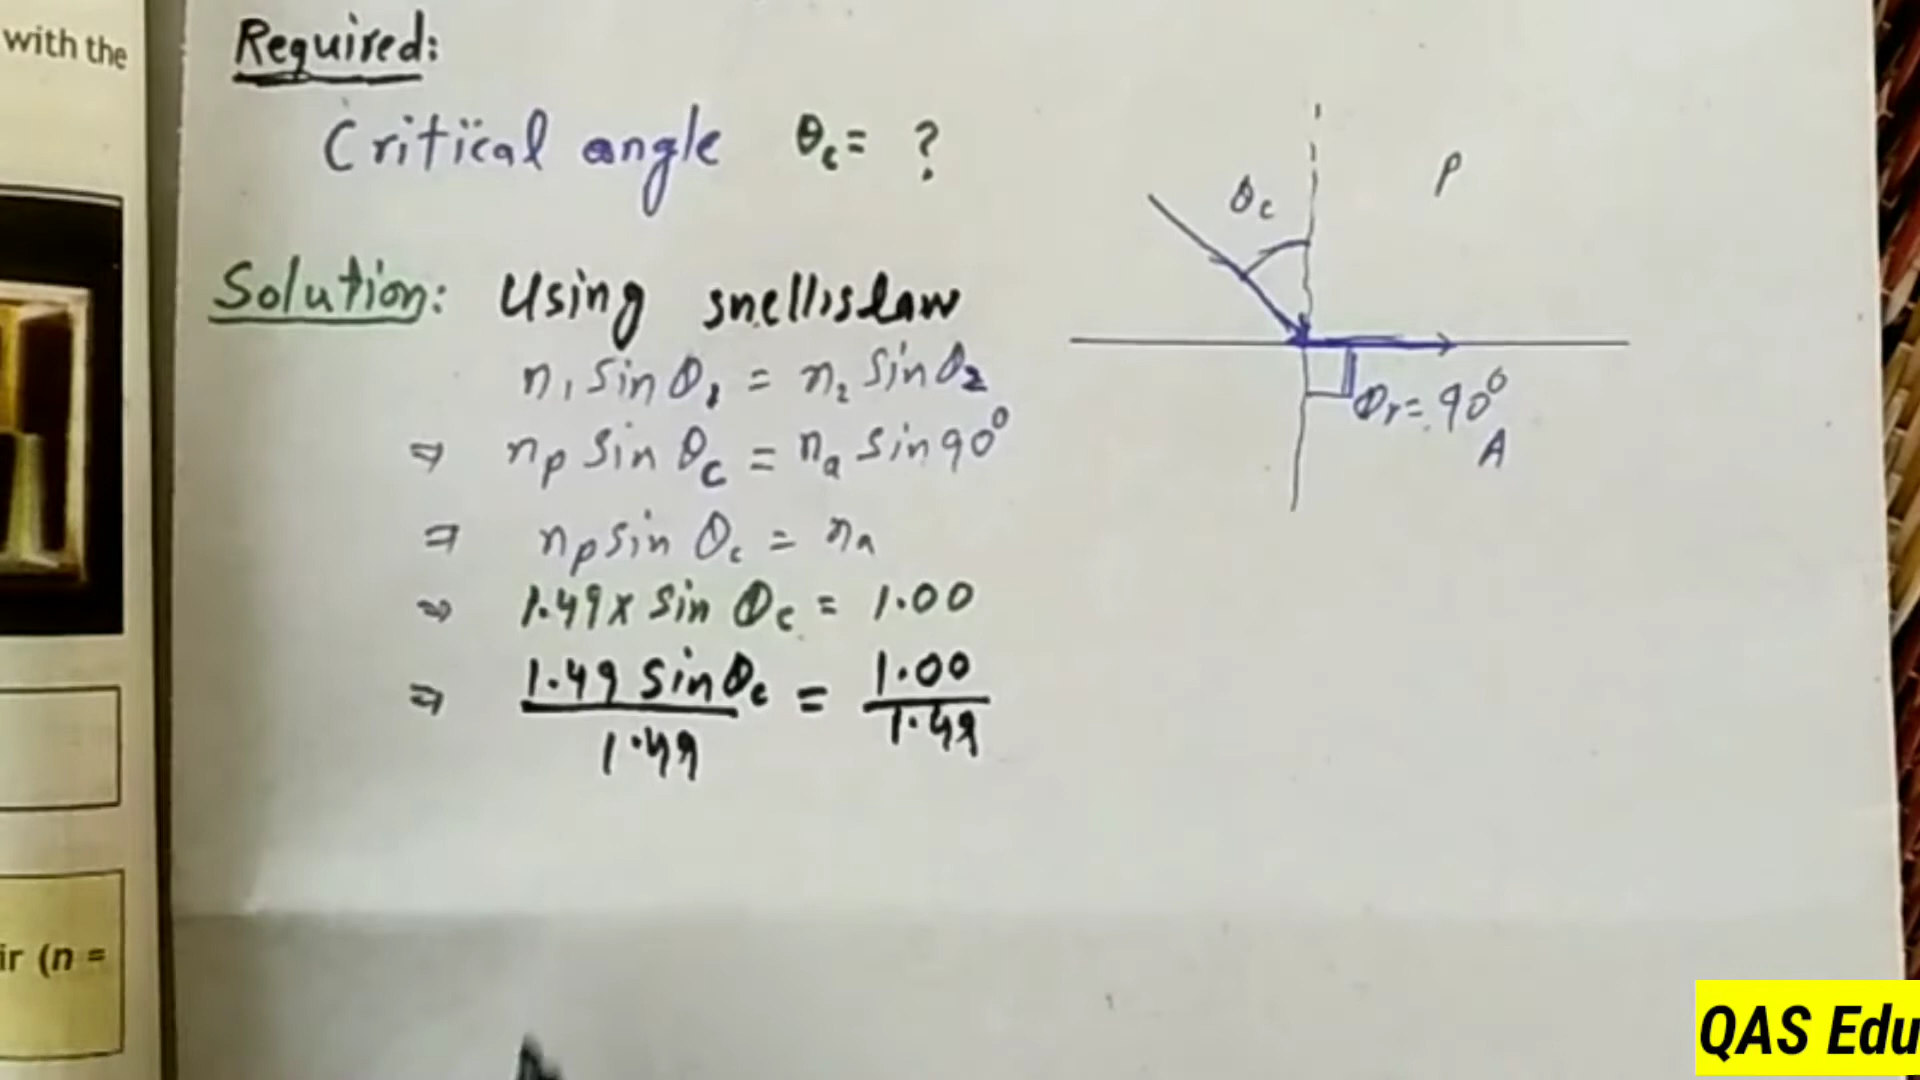 with the
Required:
Critical angle θc = ?
Solution: Using snell's law
n₁ sin θ₁ = n₂ sin θ₂
⇒ np sin θc = na sin 90°
⇒ np sin θc = na
⇒ 1.49 × sin θc = 1.00
⇒ 1.49 sin θc / 1.49 = 1.00 / 1.49
θc
P
θr = 90°
A
ir (n =
QAS Edu